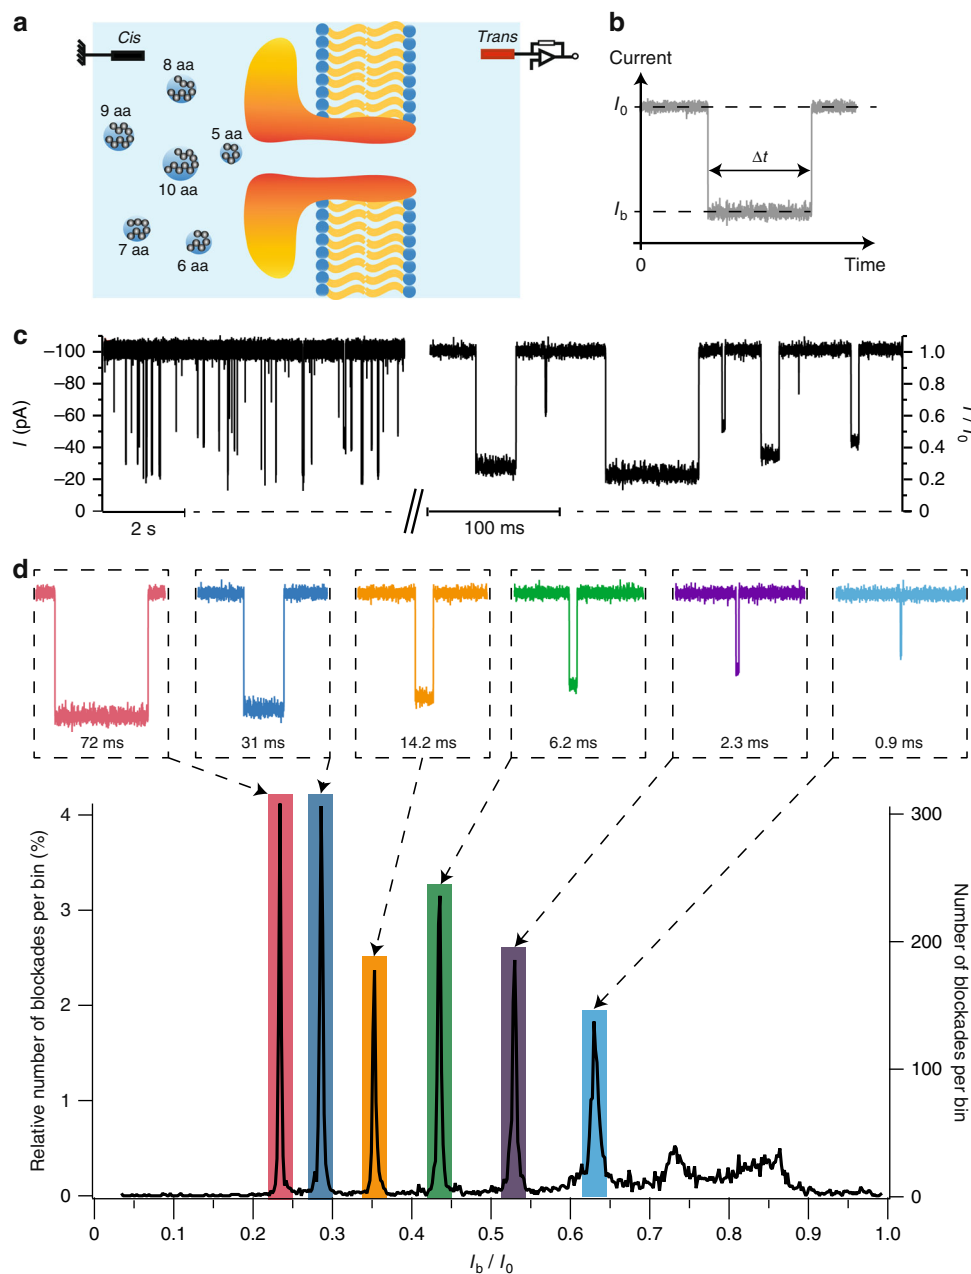 a
Cis
Trans
8 aa
9 aa
5 aa
10 aa
7 aa
6 aa
b
Current
I0
Δt
Ib
0
Time
c
–100
–80
–60
–40
–20
0
I (pA)
2 s
100 ms
1.0
0.8
0.6
0.4
0.2
0
I / I0
d
72 ms
31 ms
14.2 ms
6.2 ms
2.3 ms
0.9 ms
Relative number of blockades per bin (%)
4
3
2
1
0
300
200
100
0
Number of blockades
per bin
0
0.1
0.2
0.3
0.4
0.5
0.6
0.7
0.8
0.9
1.0
Ib / I0